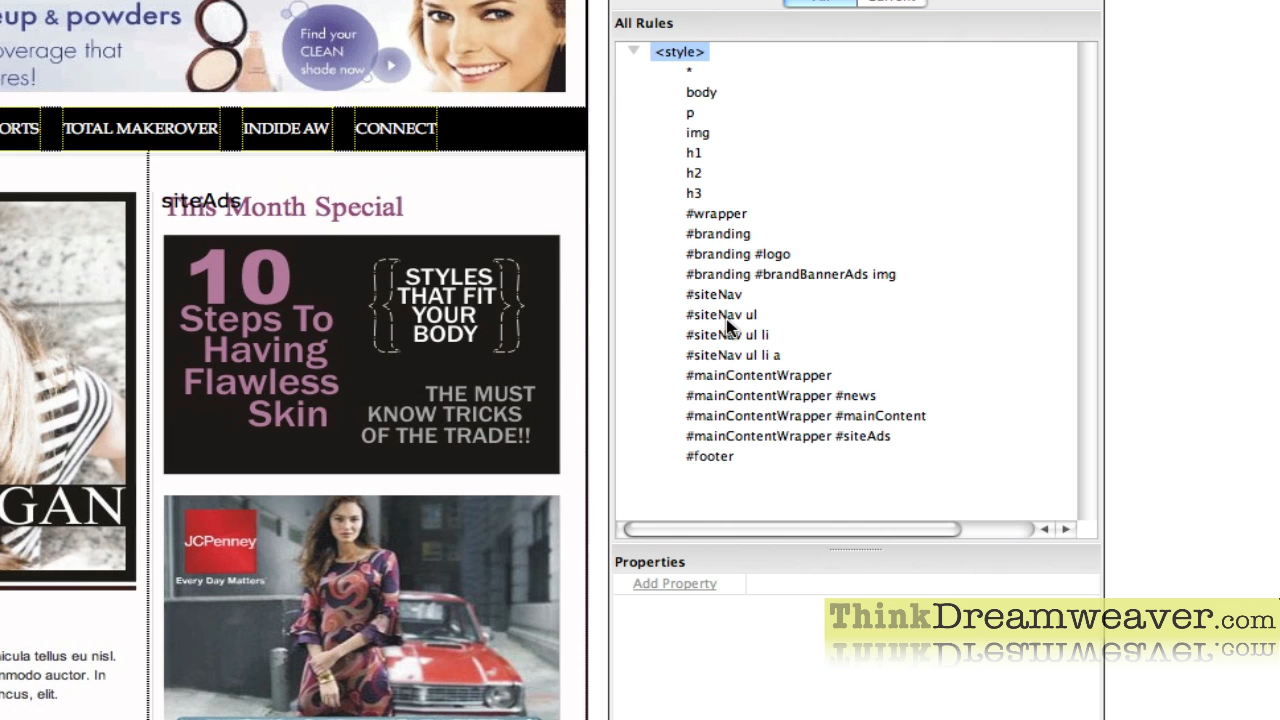 eup & powders
overage that
res!
Find your
CLEAN
shade now
ORTS
TOTAL MAKEOVER
INDIDE AW
CONNECT
siteAds
This Month Special
10
Steps To
Having
Flawless
Skin
STYLES
THAT FIT
YOUR
BODY
THE MUST
KNOW TRICKS
OF THE TRADE!!
GAN
JCPenney
Every Day Matters
icula tellus eu nisl.
mmodo auctor. In
ncus, elit.
Current
All Rules
<style>
*
body
p
img
h1
h2
h3
#wrapper
#branding
#branding #logo
#branding #brandBannerAds img
#siteNav
#siteNav ul
#siteNav ul li
#siteNav ul li a
#mainContentWrapper
#mainContentWrapper #news
#mainContentWrapper #mainContent
#mainContentWrapper #siteAds
#footer
Properties
Add Property
ThinkDreamweaver.com